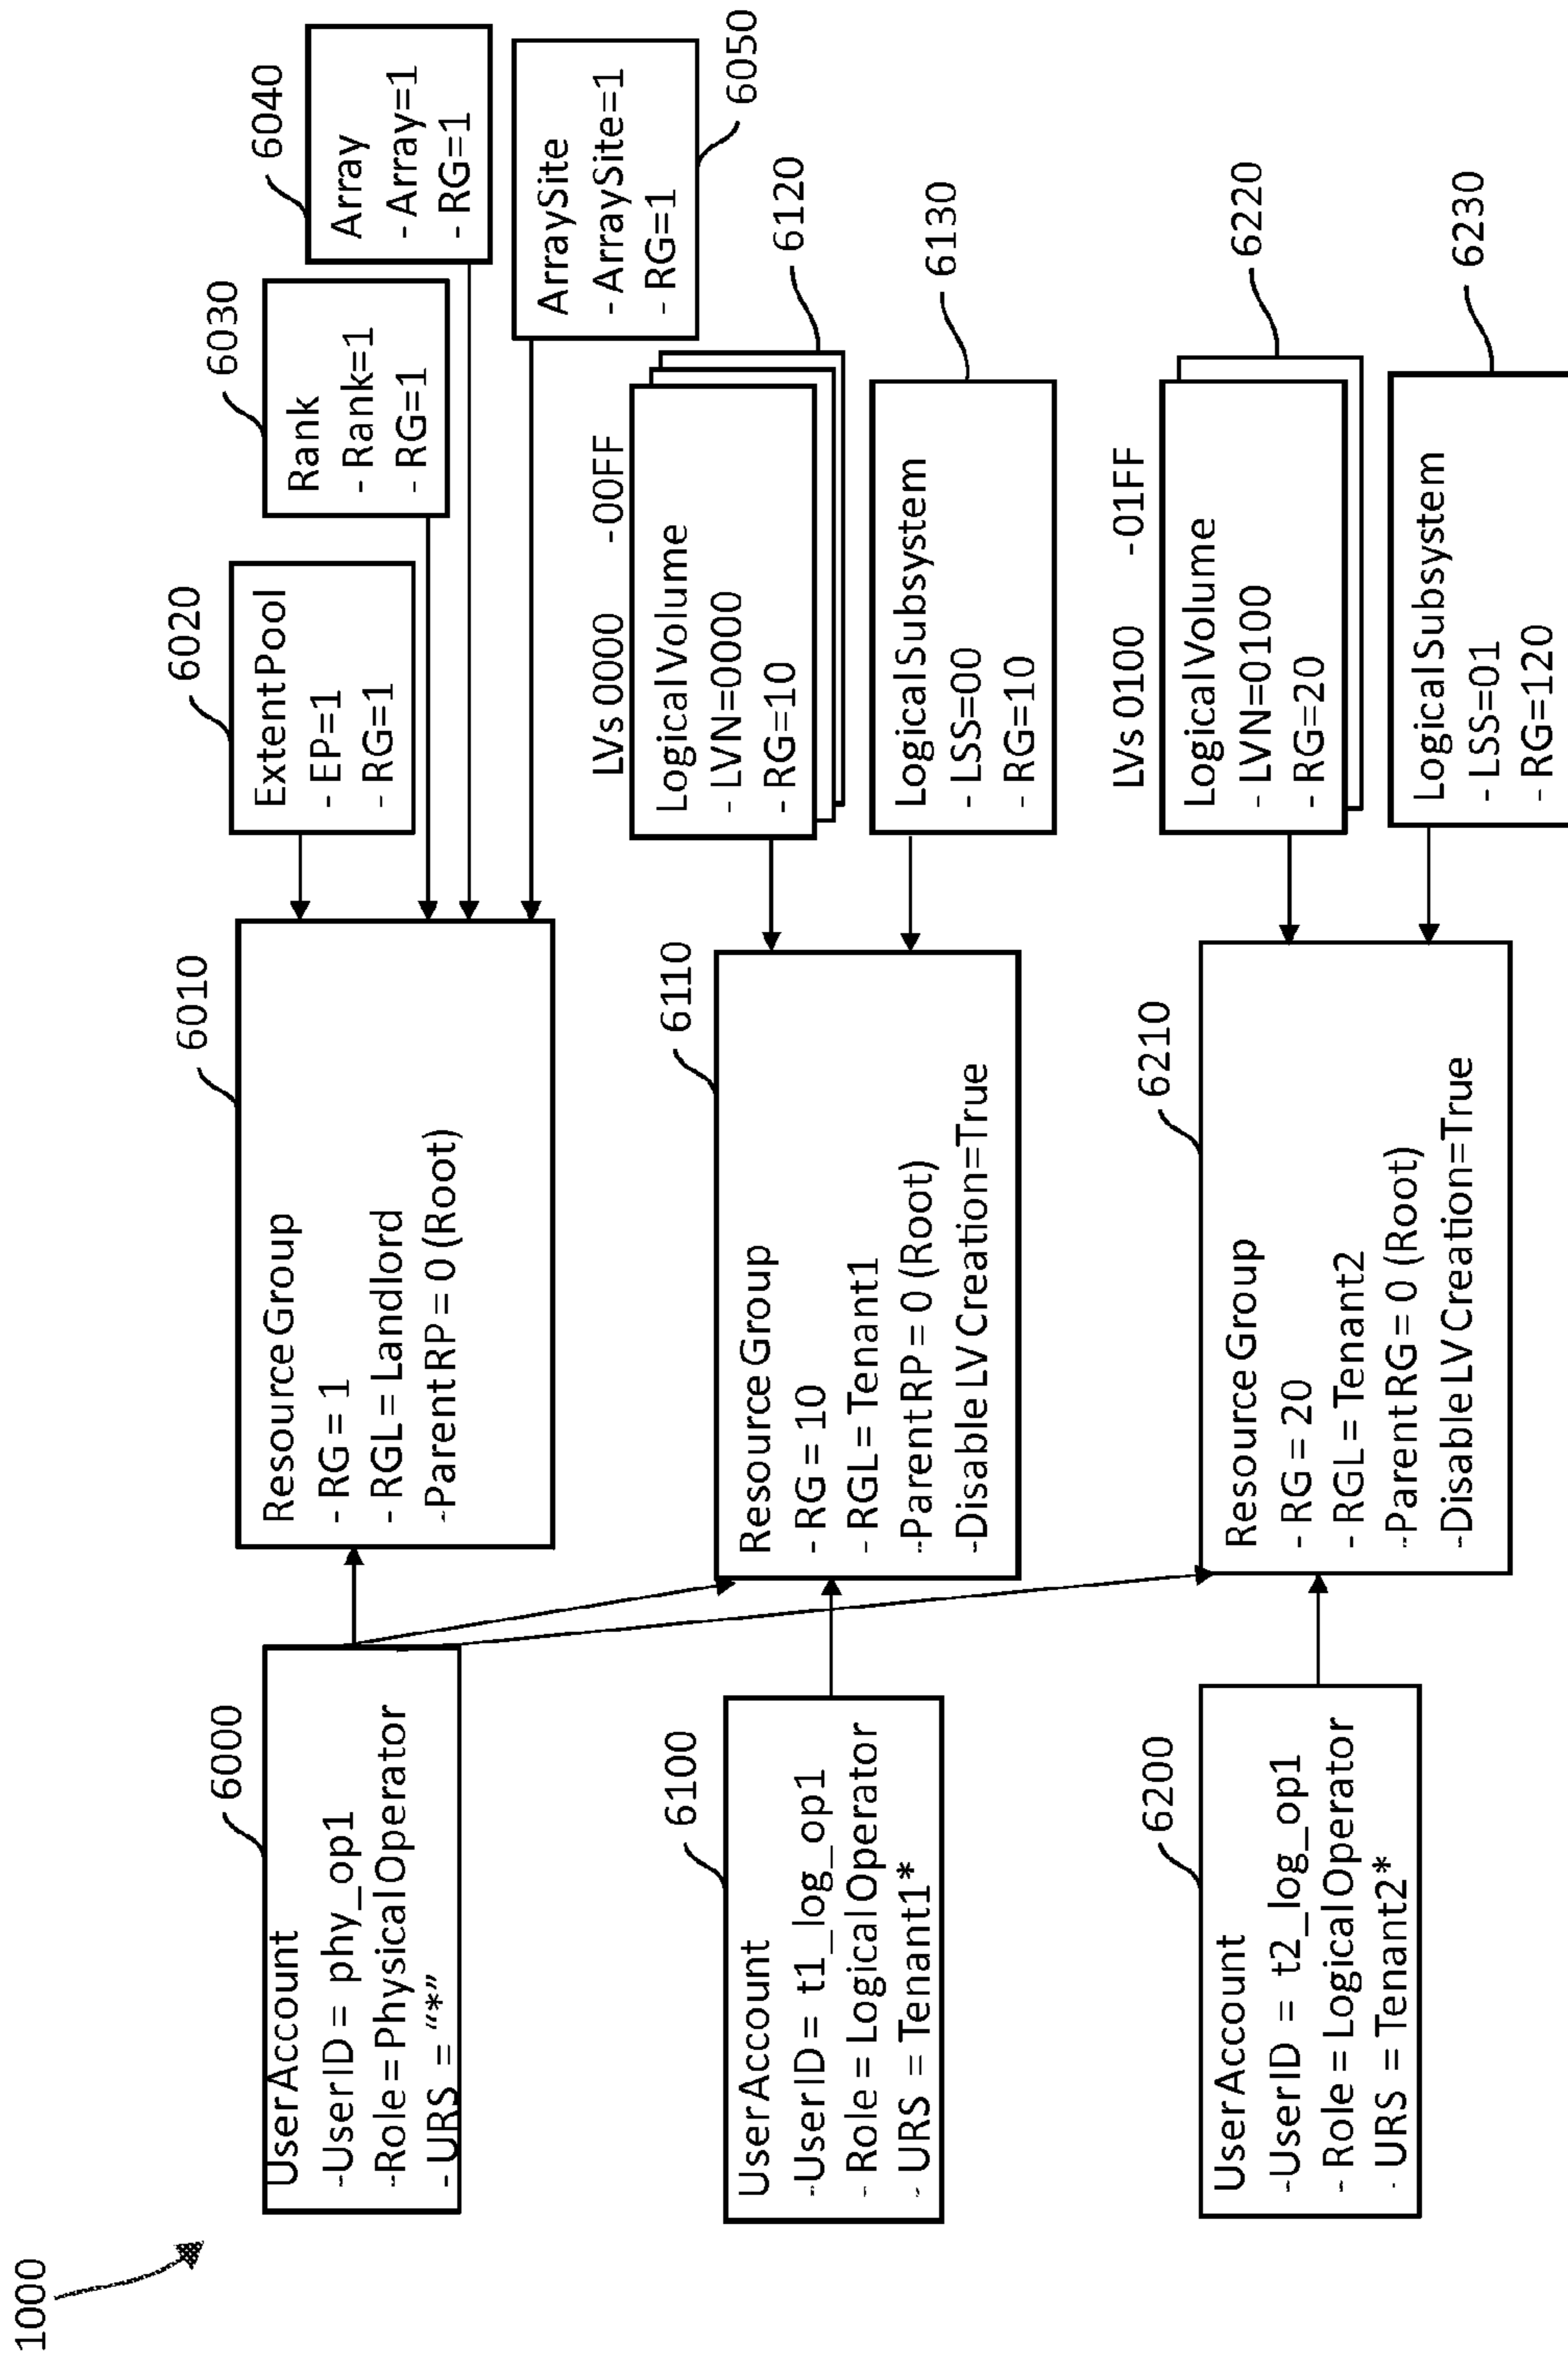 1000
6000
User Account
-User ID = phy_op1
-Role = Physical Operator
- URS = “*”
6010
Resource Group
- RG = 1
- RGL = Landlord
-Parent RP = 0 (Root)
6020
ExtentPool
- EP=1
- RG=1
6030
Rank
- Rank=1
- RG=1
6040
Array
- Array=1
- RG=1
ArraySite
- ArraySite=1
- RG=1
6050
6100
User Account
-User ID = t1_log_op1
- Role = Logical Operator
- URS = Tenant1*
6110
Resource Group
- RG = 10
- RGL = Tenant1
-Parent RP = 0 (Root)
-Disable LV Creation=True
LVs 0000 -00FF
Logical Volume
- LVN=0000
- RG=10
6120
Logical Subsystem
- LSS=00
- RG=10
6130
6200
User Account
-User ID = t2_log_op1
- Role = Logical Operator
- URS = Tenant2*
6210
Resource Group
- RG = 20
- RGL = Tenant2
-Parent RG = 0 (Root)
-Disable LV Creation=True
LVs 0100 -01FF
Logical Volume
- LVN=0100
- RG=20
6220
Logical Subsystem
- LSS=01
- RG=120
6230